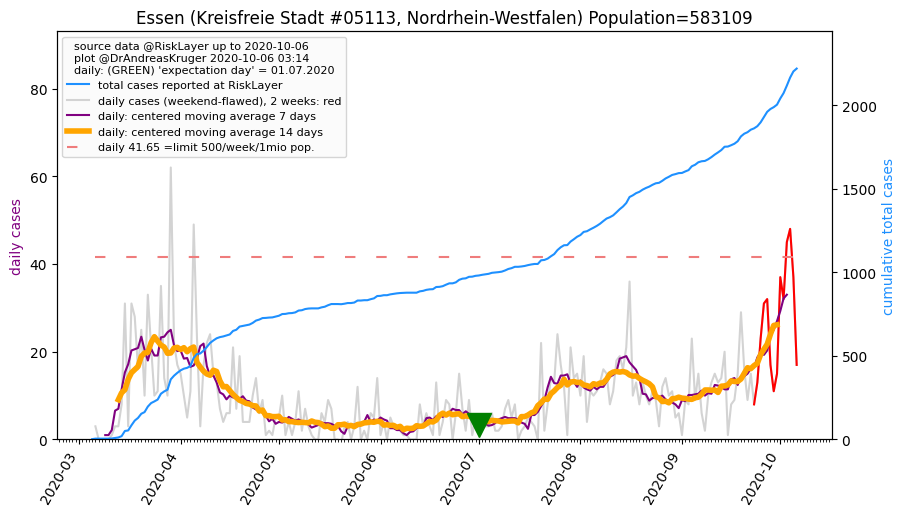 Essen (Kreisfreie Stadt #05113, Nordrhein-Westfalen) Population=583109
source data @RiskLayer up to 2020-10-06
plot @DrAndreasKruger 2020-10-06 03:14
daily: (GREEN) 'expectation day' = 01.07.2020
total cases reported at RiskLayer
daily cases (weekend-flawed), 2 weeks: red
daily: centered moving average 7 days
daily: centered moving average 14 days
daily 41.65 =limit 500/week/1mio pop.
daily cases
80
60
40
20
0
cumulative total cases
2000
1500
1000
500
0
2020-03
2020-04
2020-05
2020-06
2020-07
2020-08
2020-09
2020-10